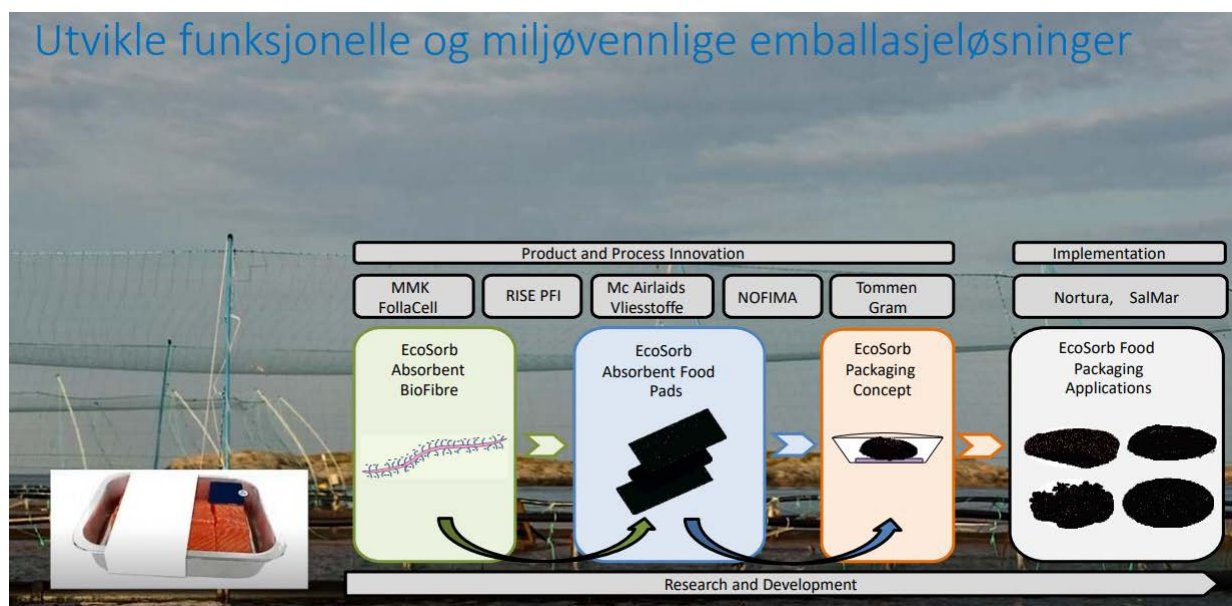 Utvikle funksjonelle og miljøvennlige emballasjeløsninger
Product and Process Innovation
Implementation
MMK
FollaCell
RISE PFI
Mc Airlaids
Vliesstoffe
NOFIMA
Tommen
Gram
Nortura, SalMar
EcoSorb
Absorbent
BioFibre
EcoSorb
Absorbent Food
Pads
EcoSorb
Packaging
Concept
EcoSorb Food
Packaging
Applications
Research and Development